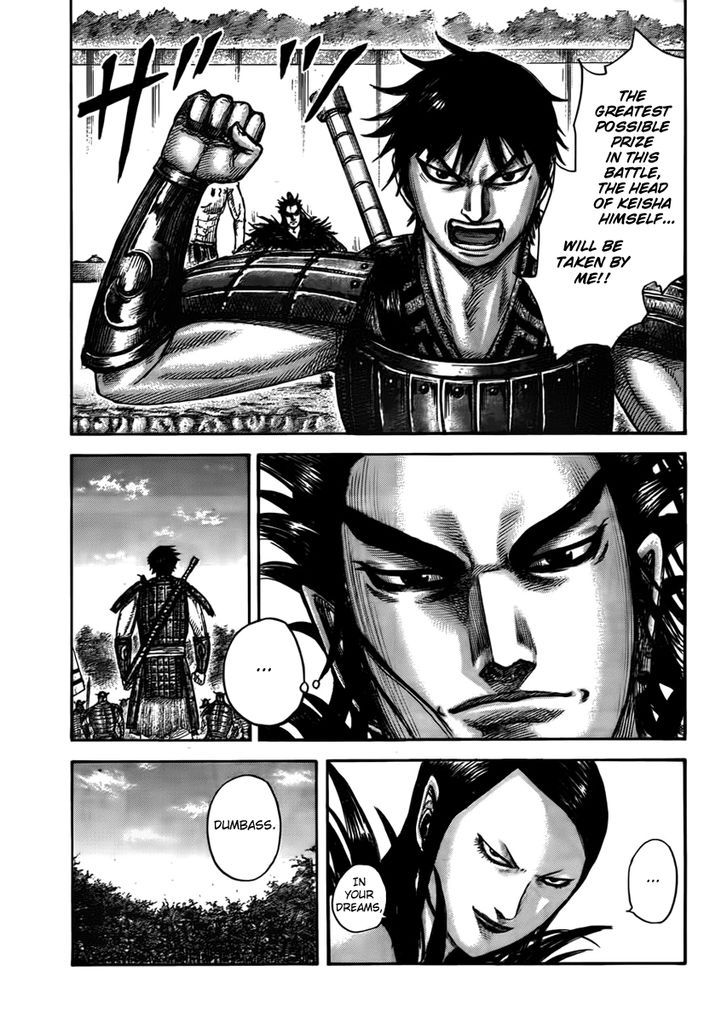 ザッ
THE
GREATEST
POSSIBLE
PRIZE
IN THIS
BATTLE,
THE HEAD
OF KEISHA
HIMSELF...
WILL BE
TAKEN BY
ME!!
...
...
IN
YOUR
DREAMS,
DUMBASS.